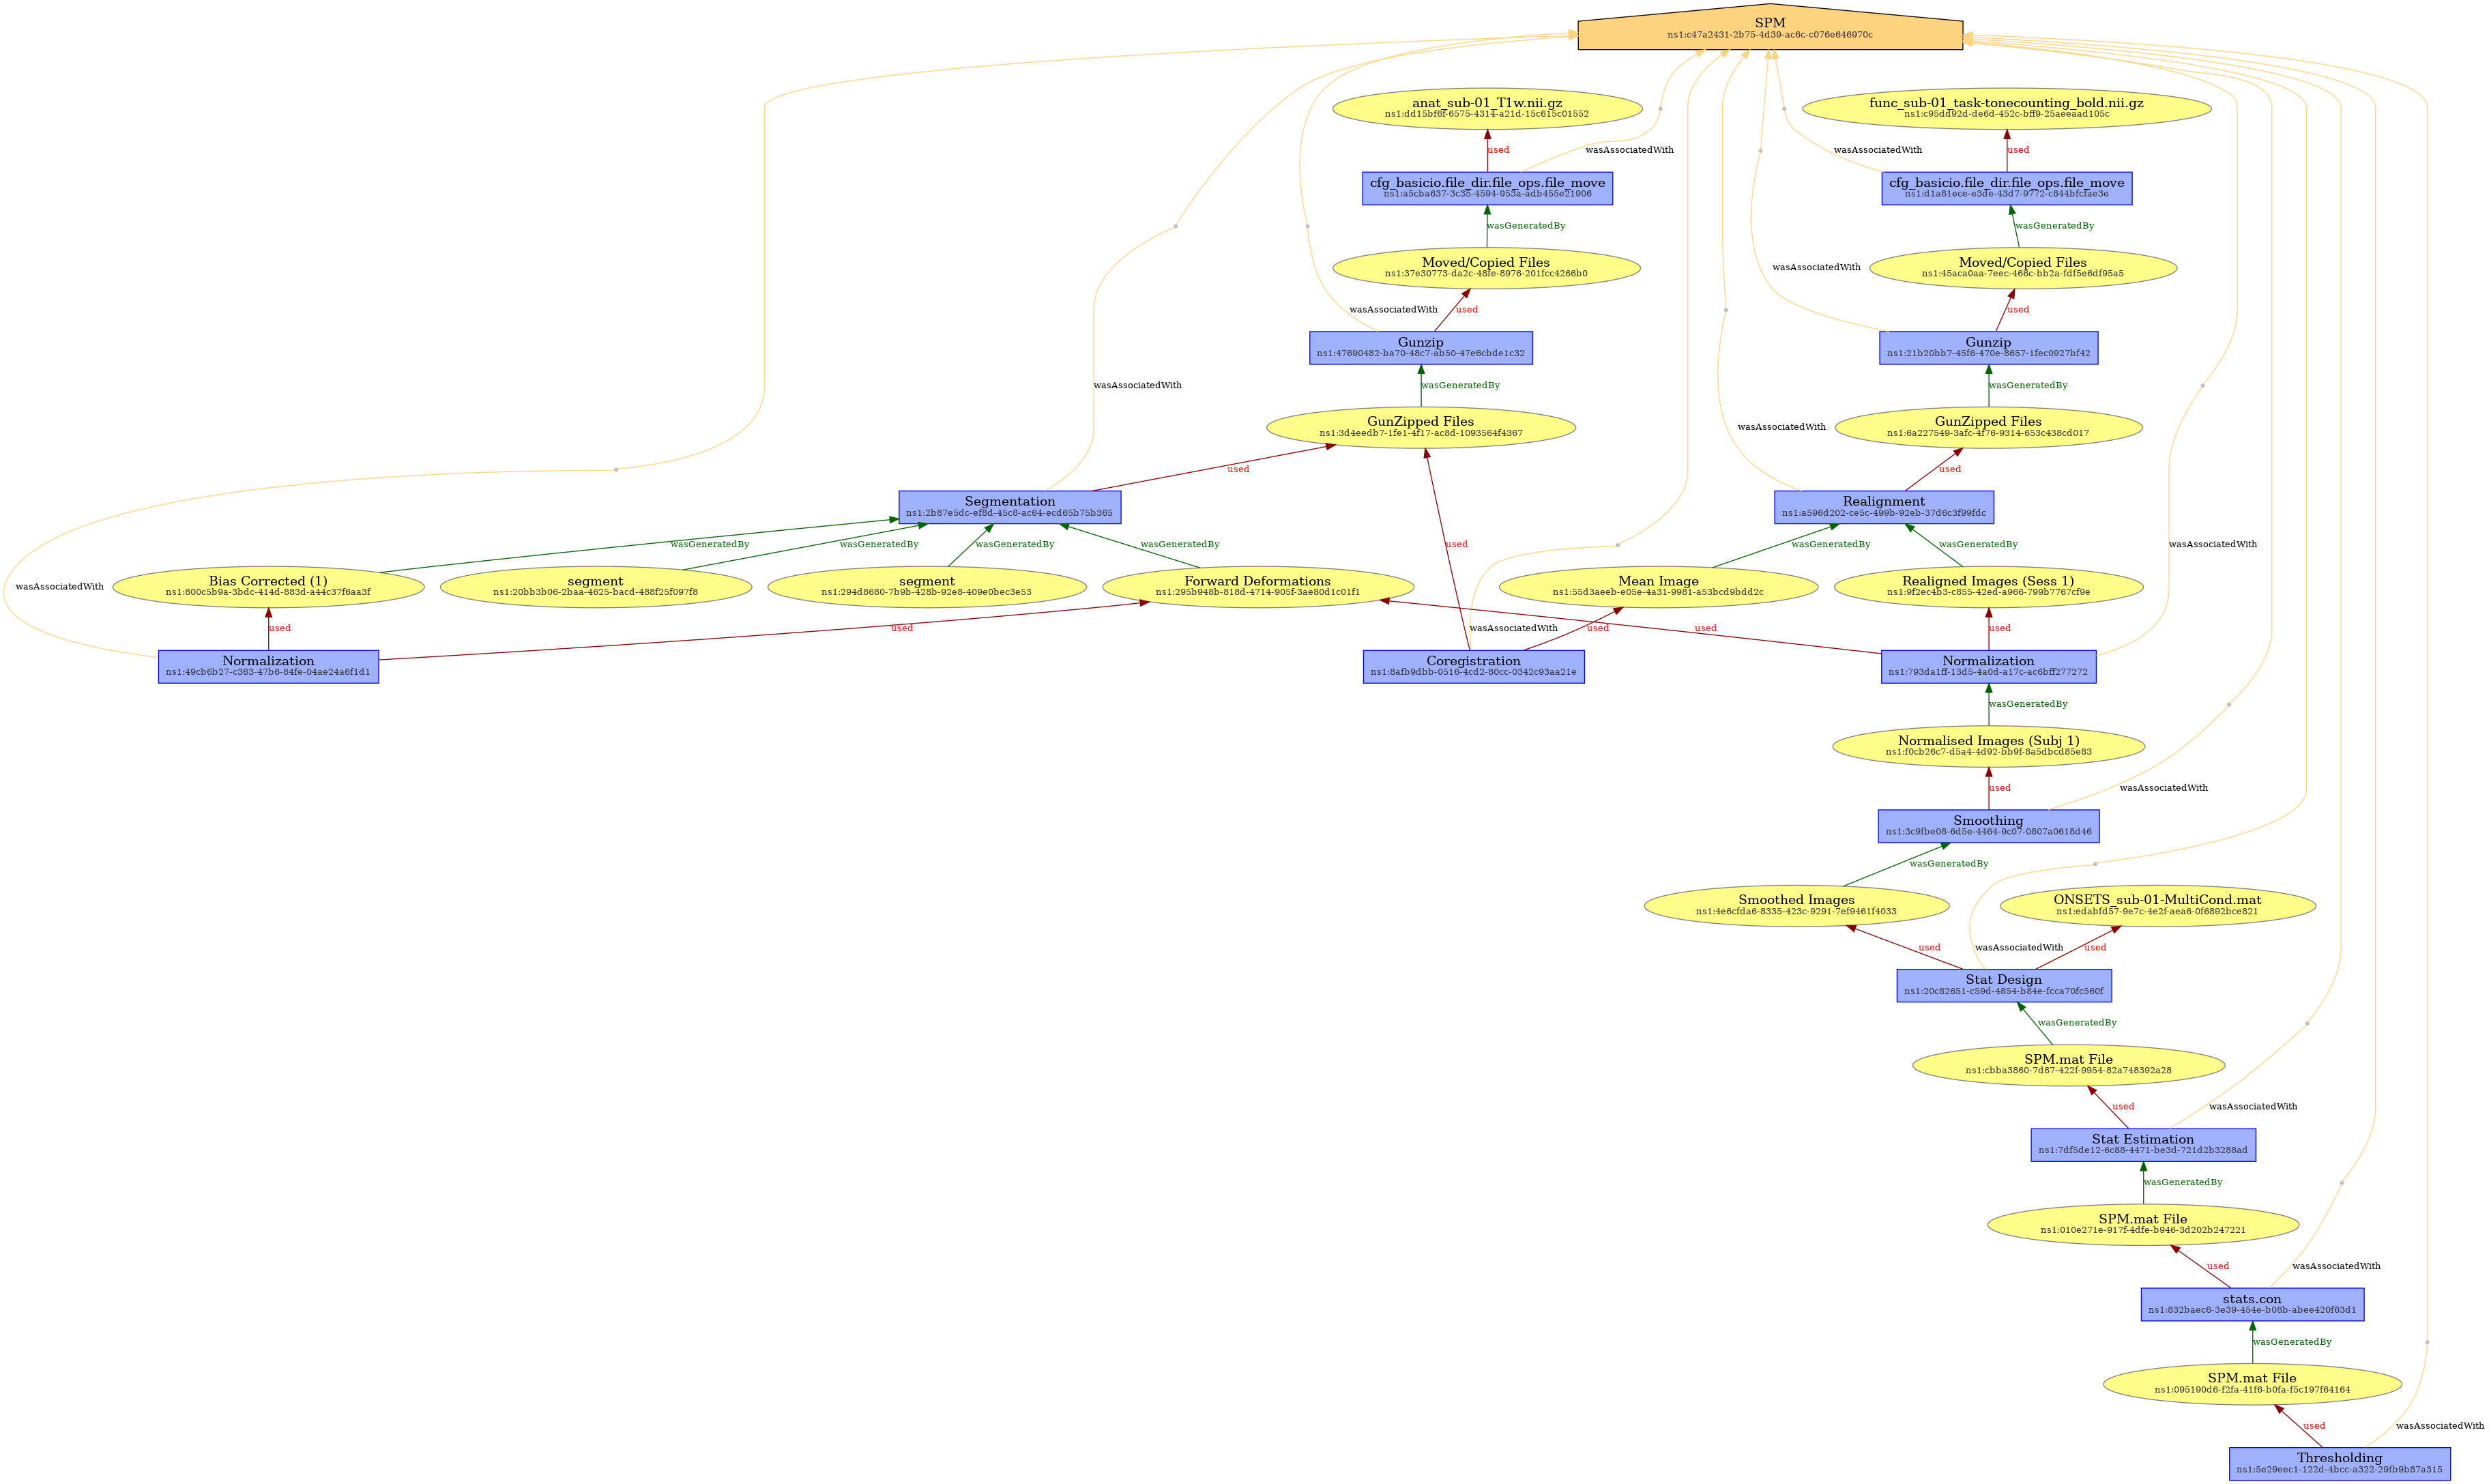 SPM
ns1:c47a2431-2b75-4d39-ac6c-c076e646970c
anat_sub-01_T1w.nii.gz
ns1:dd15bf6f-6575-4314-a21d-15c615c01552
func_sub-01_task-tonecounting_bold.nii.gz
ns1:c95dd92d-de6d-452c-bff9-25aeeaad105c
used
wasAssociatedWith
wasAssociatedWith
used
cfg_basicio.file_dir.file_ops.file_move
ns1:a5cba637-3c35-4594-953a-adb455e21906
cfg_basicio.file_dir.file_ops.file_move
ns1:d1a81ece-e3de-43d7-9772-c844bfcfae3e
wasGeneratedBy
wasGeneratedBy
Moved/Copied Files
ns1:37e30773-da2c-48fe-8976-201fcc4266b0
wasAssociatedWith
Moved/Copied Files
ns1:45aca0aa-7eec-466c-bb2a-fdf5e6df95a5
wasAssociatedWith
used
used
Gunzip
ns1:47690482-ba70-48c7-ab50-47e6cbde1c32
Gunzip
ns1:21b20bb7-45f6-470e-8657-1fec0927bf42
wasAssociatedWith
wasGeneratedBy
wasGeneratedBy
GunZipped Files
ns1:3d4eedb7-1fe1-4f17-ac8d-1093564f4367
wasAssociatedWith
GunZipped Files
ns1:6a227549-3afc-4f76-9314-653c438cd017
used
used
Segmentation
ns1:2b87e5dc-ef8d-45c8-ac64-ecd65b75b365
Realignment
ns1:a596d202-ce5c-499b-92eb-37d6c3f99fdc
wasGeneratedBy
wasGeneratedBy
wasGeneratedBy
wasGeneratedBy
used
wasGeneratedBy
wasGeneratedBy
wasAssociatedWith
wasAssociatedWith
Bias Corrected (1)
ns1:800c5b9a-3bdc-414d-883d-a44c37f6aa3f
segment
ns1:20bb3b06-2baa-4625-bacd-488f25f097f8
segment
ns1:294d8680-7b9b-428b-92e8-409e0bec3e53
Forward Deformations
ns1:295b948b-818d-4714-905f-3ae80d1c01f1
Mean Image
ns1:55d3aeeb-e05e-4a31-9981-a53bcd9bdd2c
Realigned Images (Sess 1)
ns1:9f2ec4b3-c855-42ed-a966-799b7767cf9e
used
used
wasAssociatedWith
used
used
used
Normalization
ns1:49cb6b27-c363-47b6-84fe-04ae24a6f1d1
Coregistration
ns1:8afb9dbb-0516-4cd2-80cc-0342c93aa21e
Normalization
ns1:793da1ff-13d5-4a0d-a17c-ac6bff277272
wasGeneratedBy
Normalised Images (Subj 1)
ns1:f0cb26c7-d5a4-4d92-bb9f-8a5dbcd85e83
used
wasAssociatedWith
Smoothing
ns1:3c9fbe08-6d5e-4464-9c07-0807a0618d46
wasGeneratedBy
Smoothed Images
ns1:4e6cfda6-8335-423c-9291-7ef9461f4033
ONSETS_sub-01-MultiCond.mat
ns1:edabfd57-9e7c-4e2f-aea6-0f6892bce821
used
wasAssociatedWith
used
Stat Design
ns1:20c82651-c59d-4854-b84e-fcca70fc560f
wasGeneratedBy
SPM.mat File
ns1:cbba3860-7d87-422f-9954-82a748392a28
used
wasAssociatedWith
Stat Estimation
ns1:7df5de12-6c88-4471-be3d-721d2b3288ad
wasGeneratedBy
SPM.mat File
ns1:010e271e-917f-4dfe-b946-3d202b247221
used
wasAssociatedWith
stats.con
ns1:832baec6-3e39-454e-b08b-abee420f63d1
wasGeneratedBy
SPM.mat File
ns1:095190d6-f2fa-41f6-b0fa-f5c197f64164
used
wasAssociatedWith
Thresholding
ns1:5e29eec1-122d-4bcc-a322-29fb9b87a315